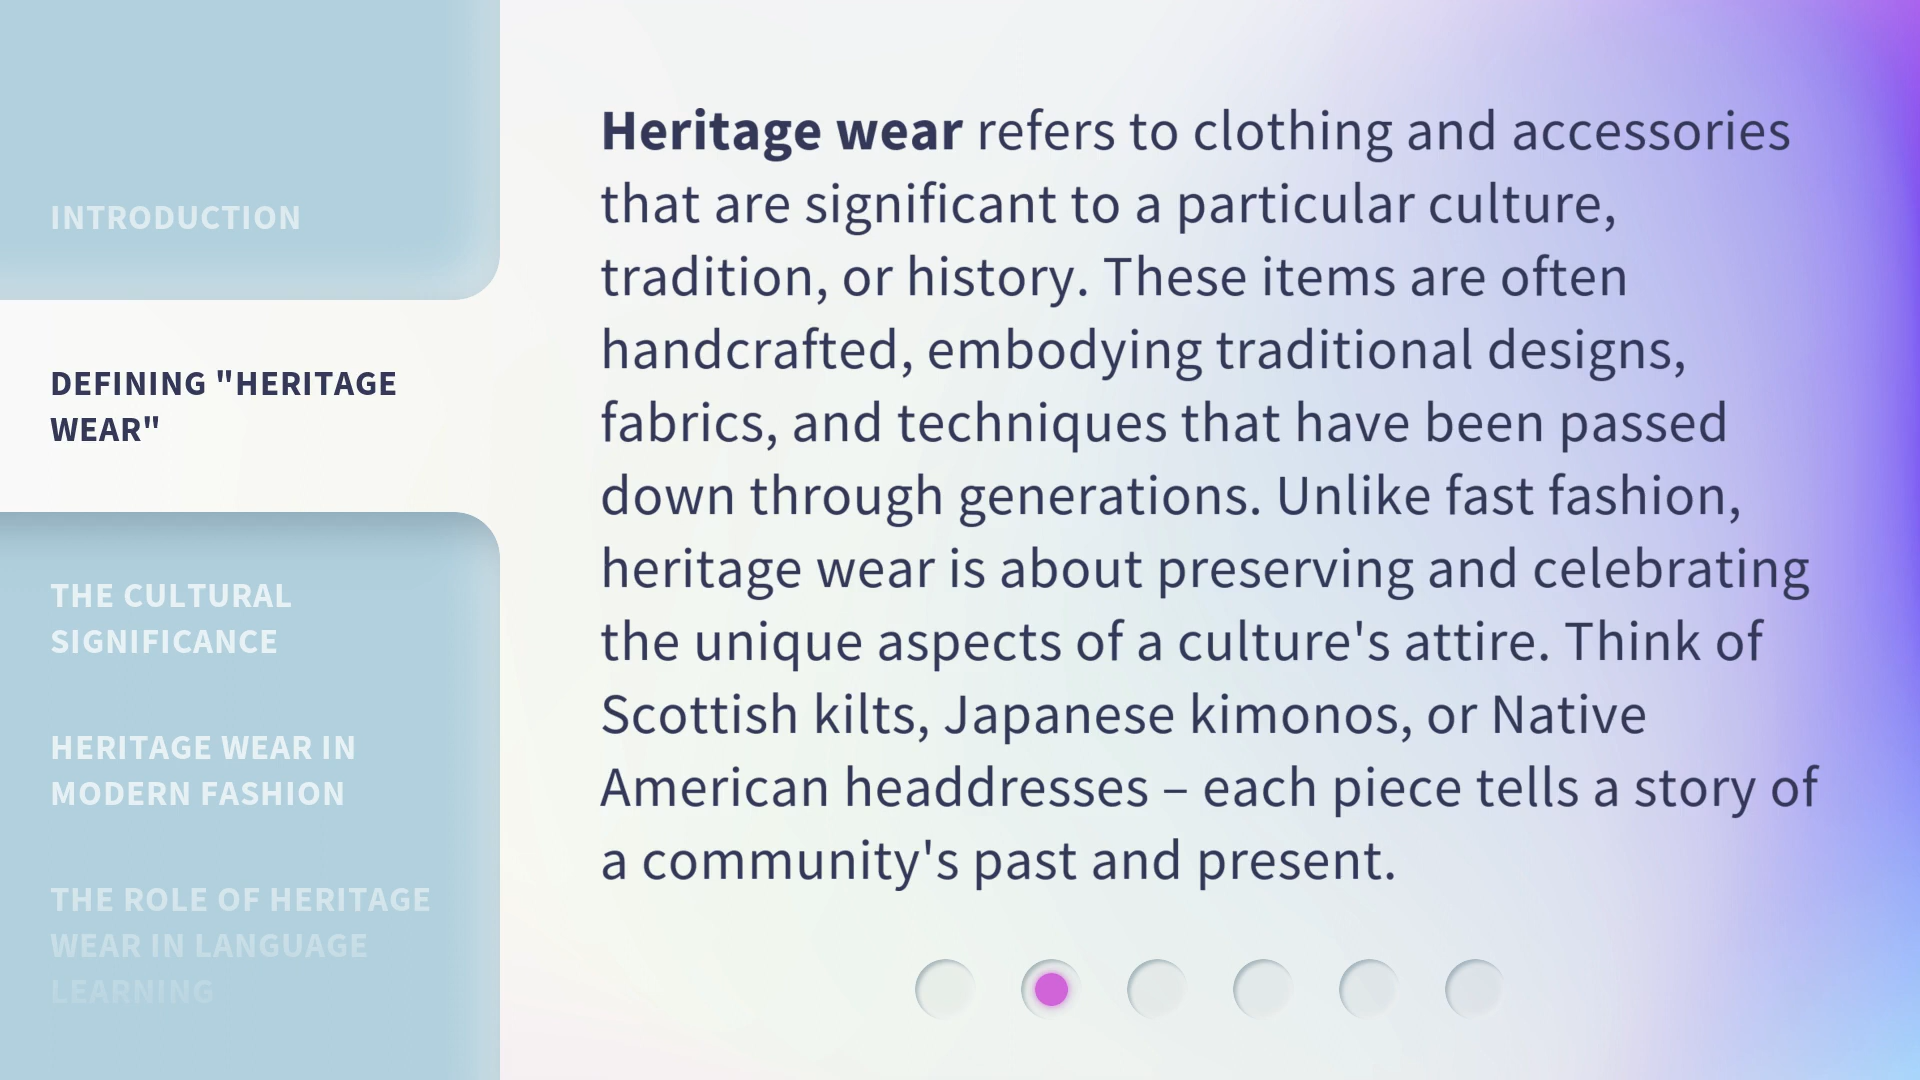 INTRODUCTION
DEFINING "HERITAGE
WEAR"
THE CULTURAL
SIGNIFICANCE
HERITAGE WEAR IN
MODERN FASHION
THE ROLE OF HERITAGE
WEAR IN LANGUAGE
LEARNING
Heritage wear refers to clothing and accessories
that are significant to a particular culture,
tradition, or history. These items are often
handcrafted, embodying traditional designs,
fabrics, and techniques that have been passed
down through generations. Unlike fast fashion,
heritage wear is about preserving and celebrating
the unique aspects of a culture's attire. Think of
Scottish kilts, Japanese kimonos, or Native
American headdresses – each piece tells a story of
a community's past and present.